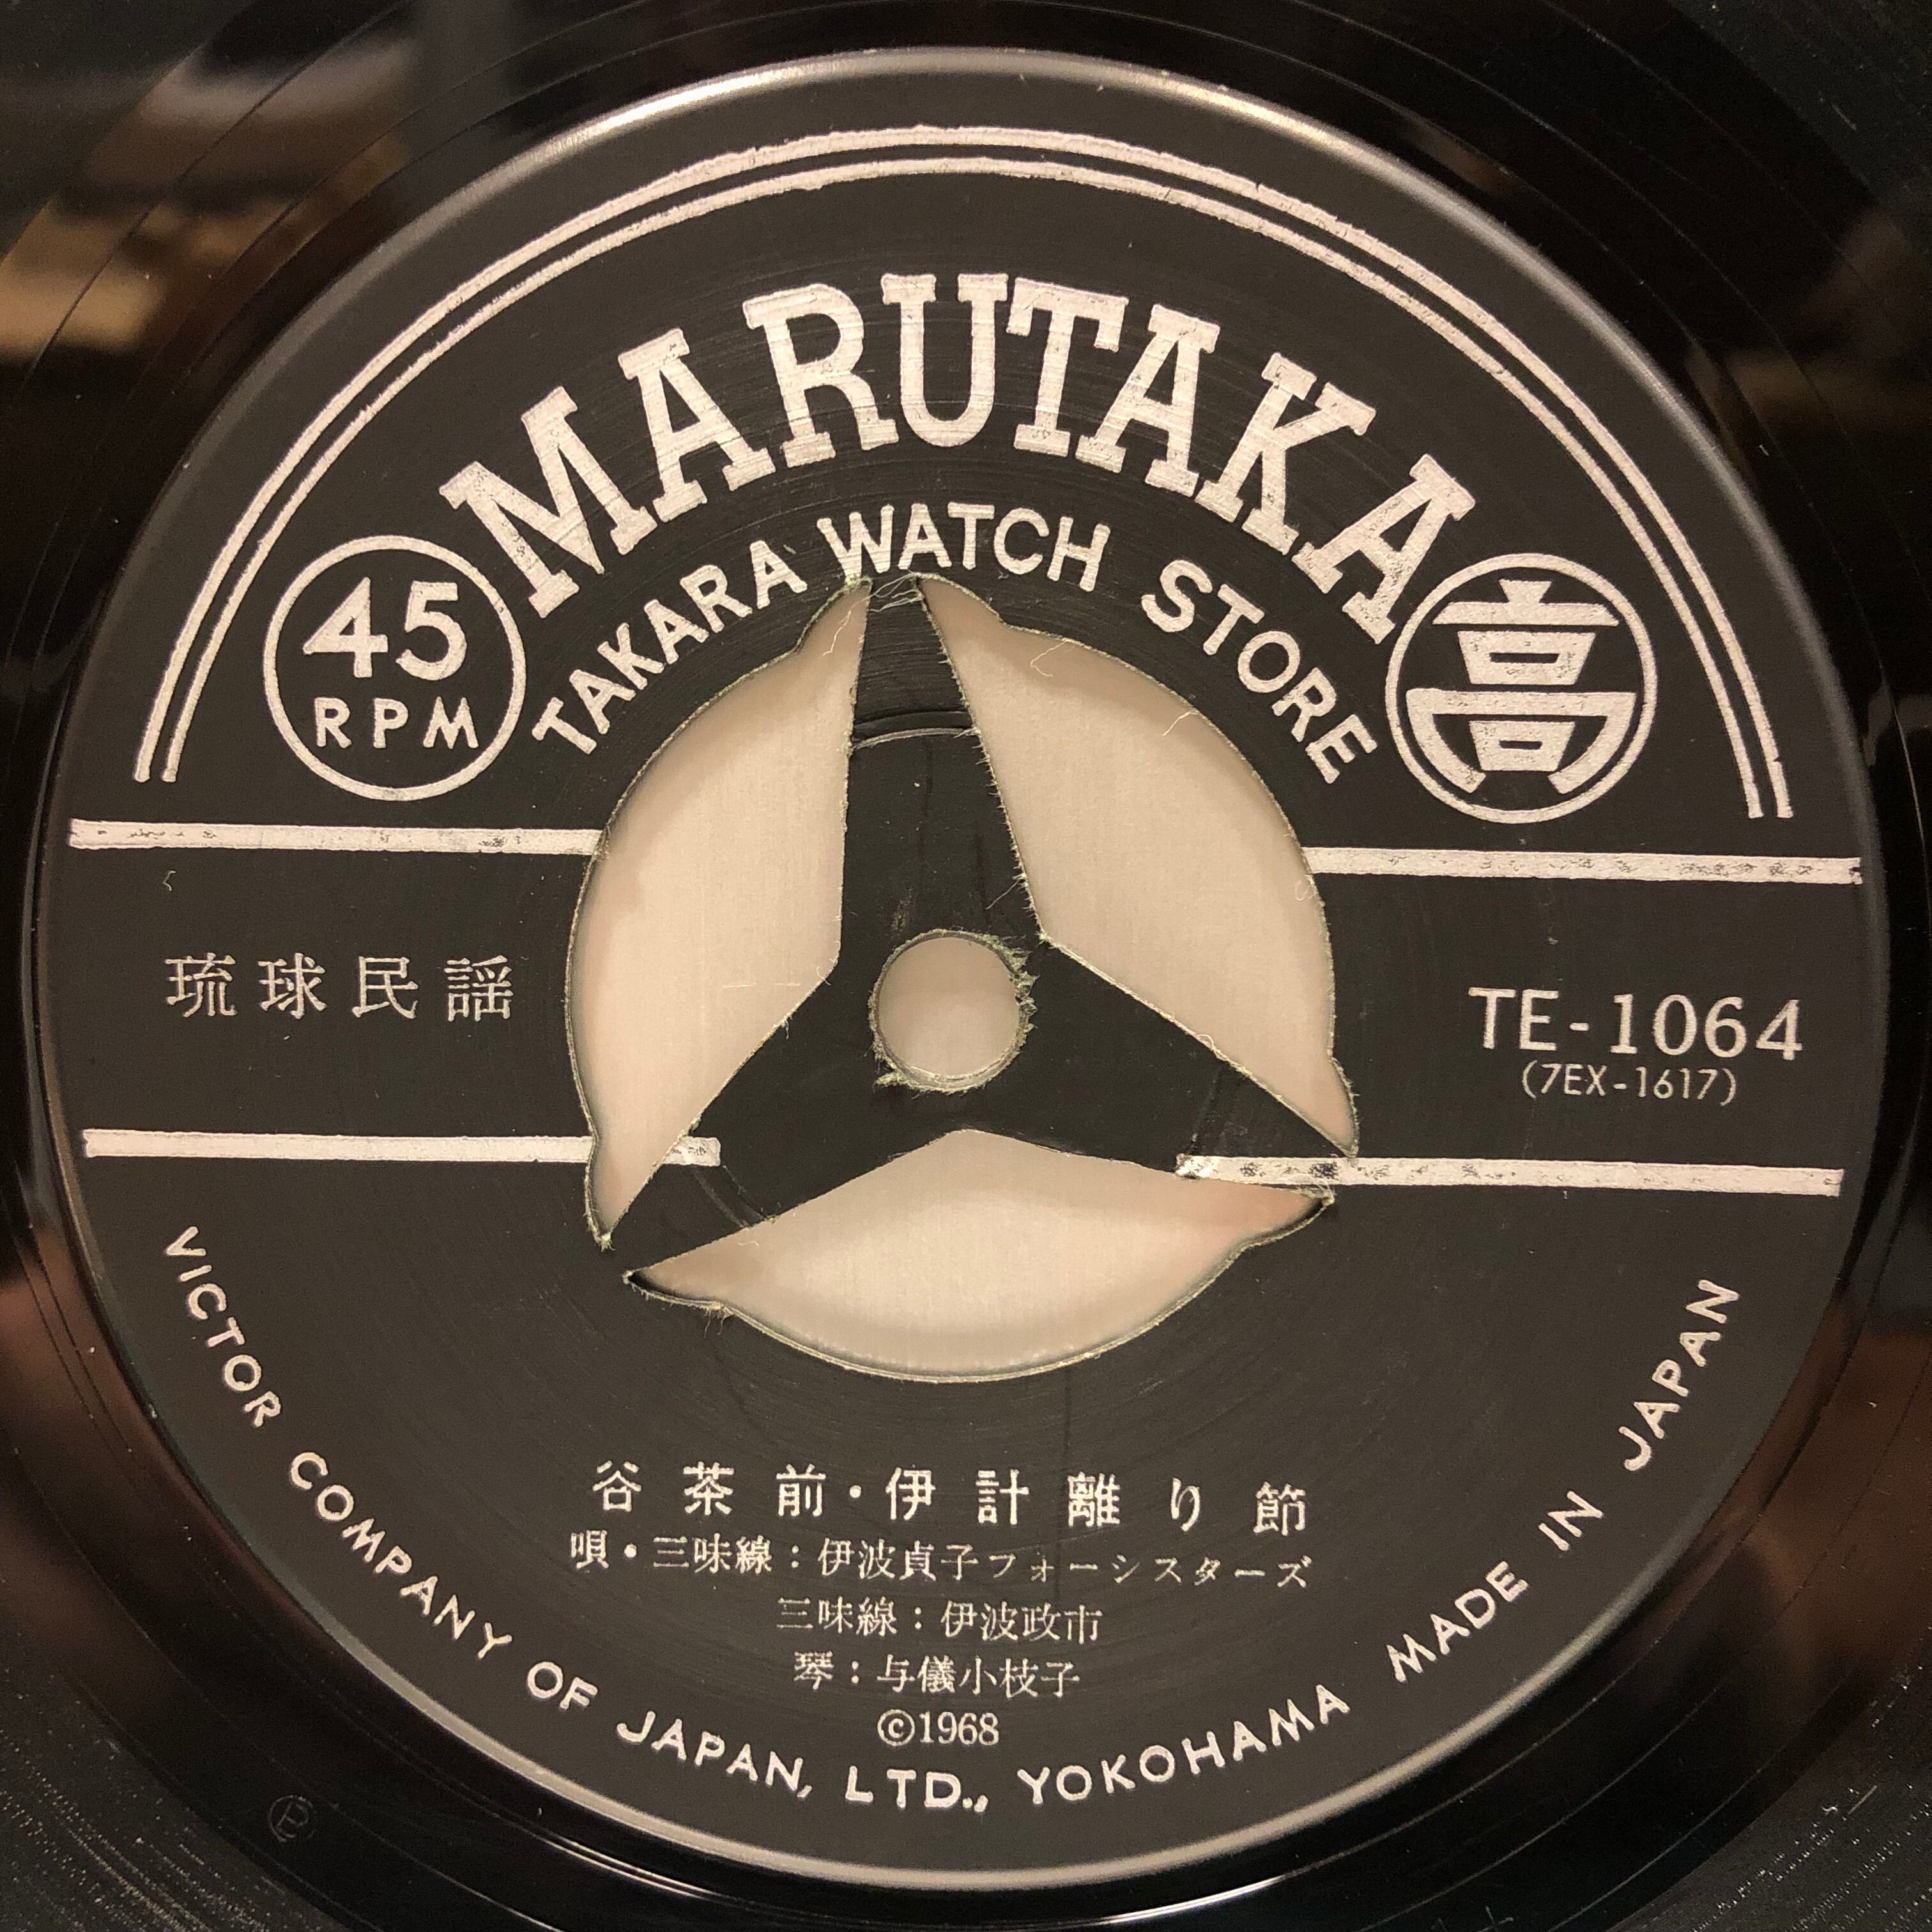 MARUTAKA
45
RPM
TAKARA WATCH STORE
高
琉球民謡
TE-1064
(7EX-1617)
谷茶前・伊計離り節
唄・三味線：伊波貞子フォーシスターズ
三味線：伊波政市
琴：与儀小枝子
©1968
VICTOR COMPANY OF JAPAN, LTD., YOKOHAMA MADE IN JAPAN
Ⓟ